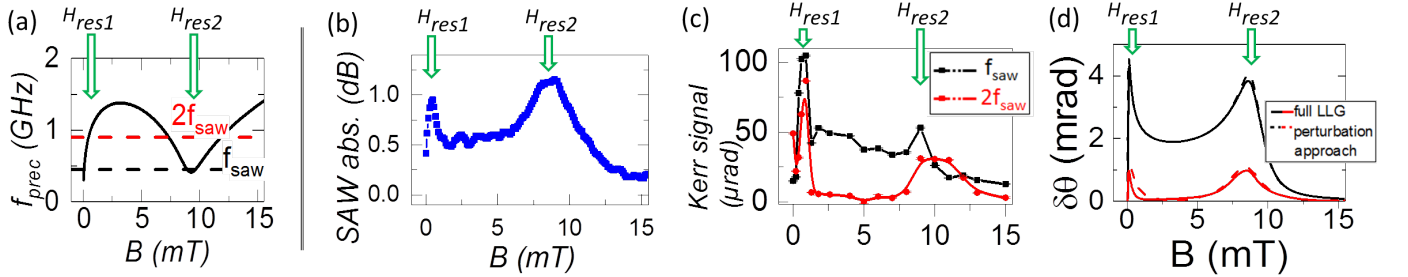 (a)
H_res1
H_res2
f_prec (GHz)
2
1
0
2f_saw
f_saw
0
5
10
15
B (mT)
(b)
H_res1
H_res2
SAW abs. (dB)
1.0
0.5
0.0
0
5
10
15
B (mT)
(c)
H_res1
H_res2
Kerr signal
(μrad)
100
50
0
f_saw
2f_saw
0
5
10
15
B (mT)
(d)
H_res1
H_res2
δθ (mrad)
4
2
0
full LLG
perturbation
approach
0
5
10
15
B (mT)